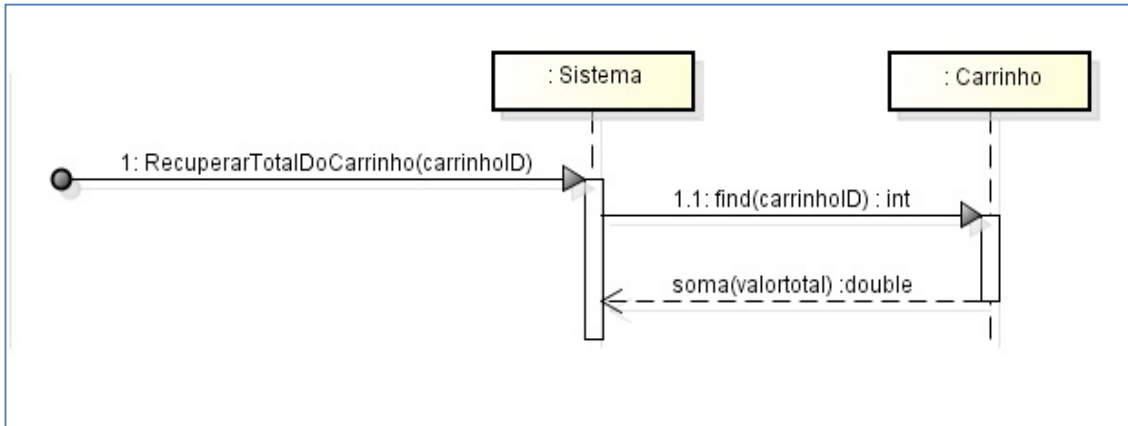 : Sistema
: Carrinho
1: RecuperarTotalDoCarrinho(carrinhoID)
1.1: find(carrinhoID) : int
soma(valortotal) :double